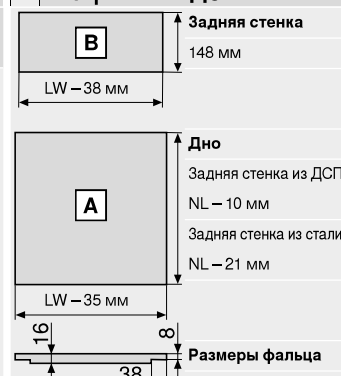 Задняя стенка
B
148 мм
LW – 38 мм
Дно
Задняя стенка из ДСП
A
NL – 10 мм
Задняя стенка из стали
NL – 21 мм
LW – 35 мм
16
8
Размеры фальца
38